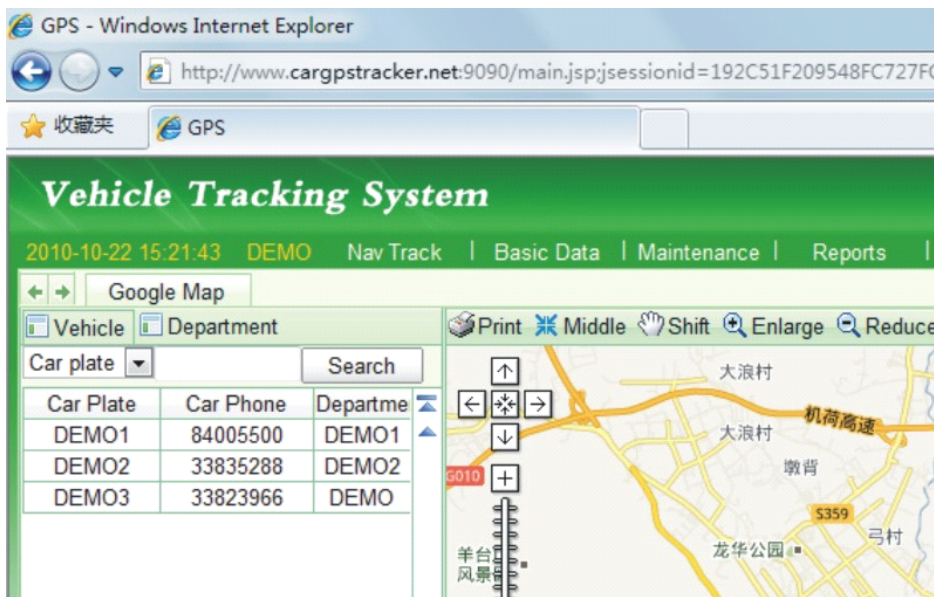 GPS - Windows Internet Explorer
http://www.cargpstracker.net:9090/main.jsp;jsessionid=192C51F209548FC727F
收藏夹 GPS
Vehicle Tracking System
2010-10-22 15:21:43 DEMO Nav Track | Basic Data | Maintenance | Reports |
Google Map
Vehicle Department
Print Middle Shift Enlarge Reduce
Car plate Search
Car Plate Car Phone Departme
DEMO1 84005500 DEMO1
DEMO2 33835288 DEMO2
DEMO3 33823966 DEMO
大浪村
机荷高速
大浪村
墩背
G010
S359
弓村
龙华公园
羊台
风景